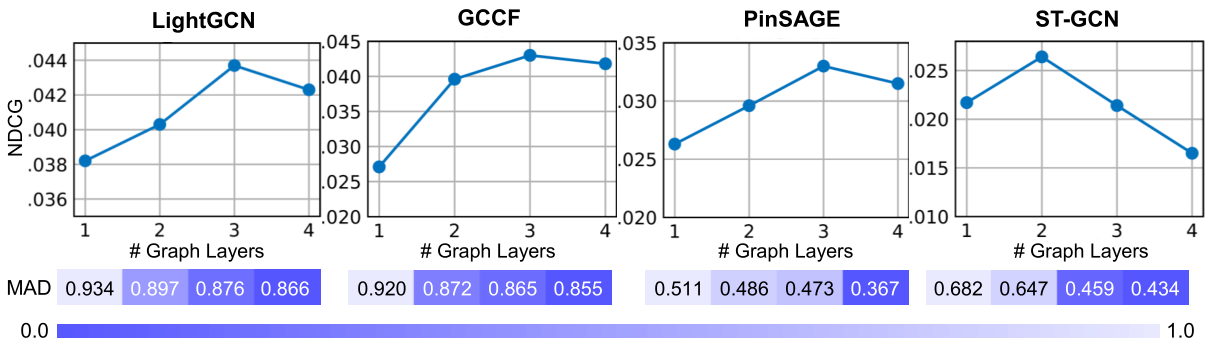 LightGCN GCCF PinSAGE ST-GCN
NDCG
.044
.042
.040
.038
.036
1 2 3 4
# Graph Layers
.045
.040
.035
.030
.025
.020
1 2 3 4
# Graph Layers
.035
.030
.025
.020
1 2 3 4
# Graph Layers
.025
.020
.015
.010
1 2 3 4
# Graph Layers
MAD 0.934 0.897 0.876 0.866 0.920 0.872 0.865 0.855 0.511 0.486 0.473 0.367 0.682 0.647 0.459 0.434
0.0 1.0